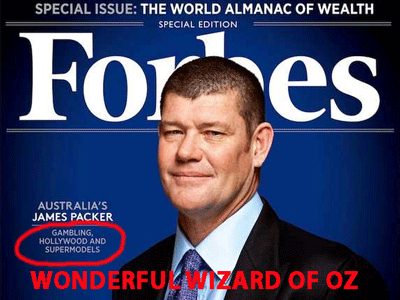 SPECIAL ISSUE: THE WORLD ALMANAC OF WEALTH
SPECIAL EDITION
Forbes
AUSTRALIA'S
JAMES PACKER
GAMBLING,
HOLLYWOOD AND
SUPERMODELS
WONDERFUL WIZARD OF OZ